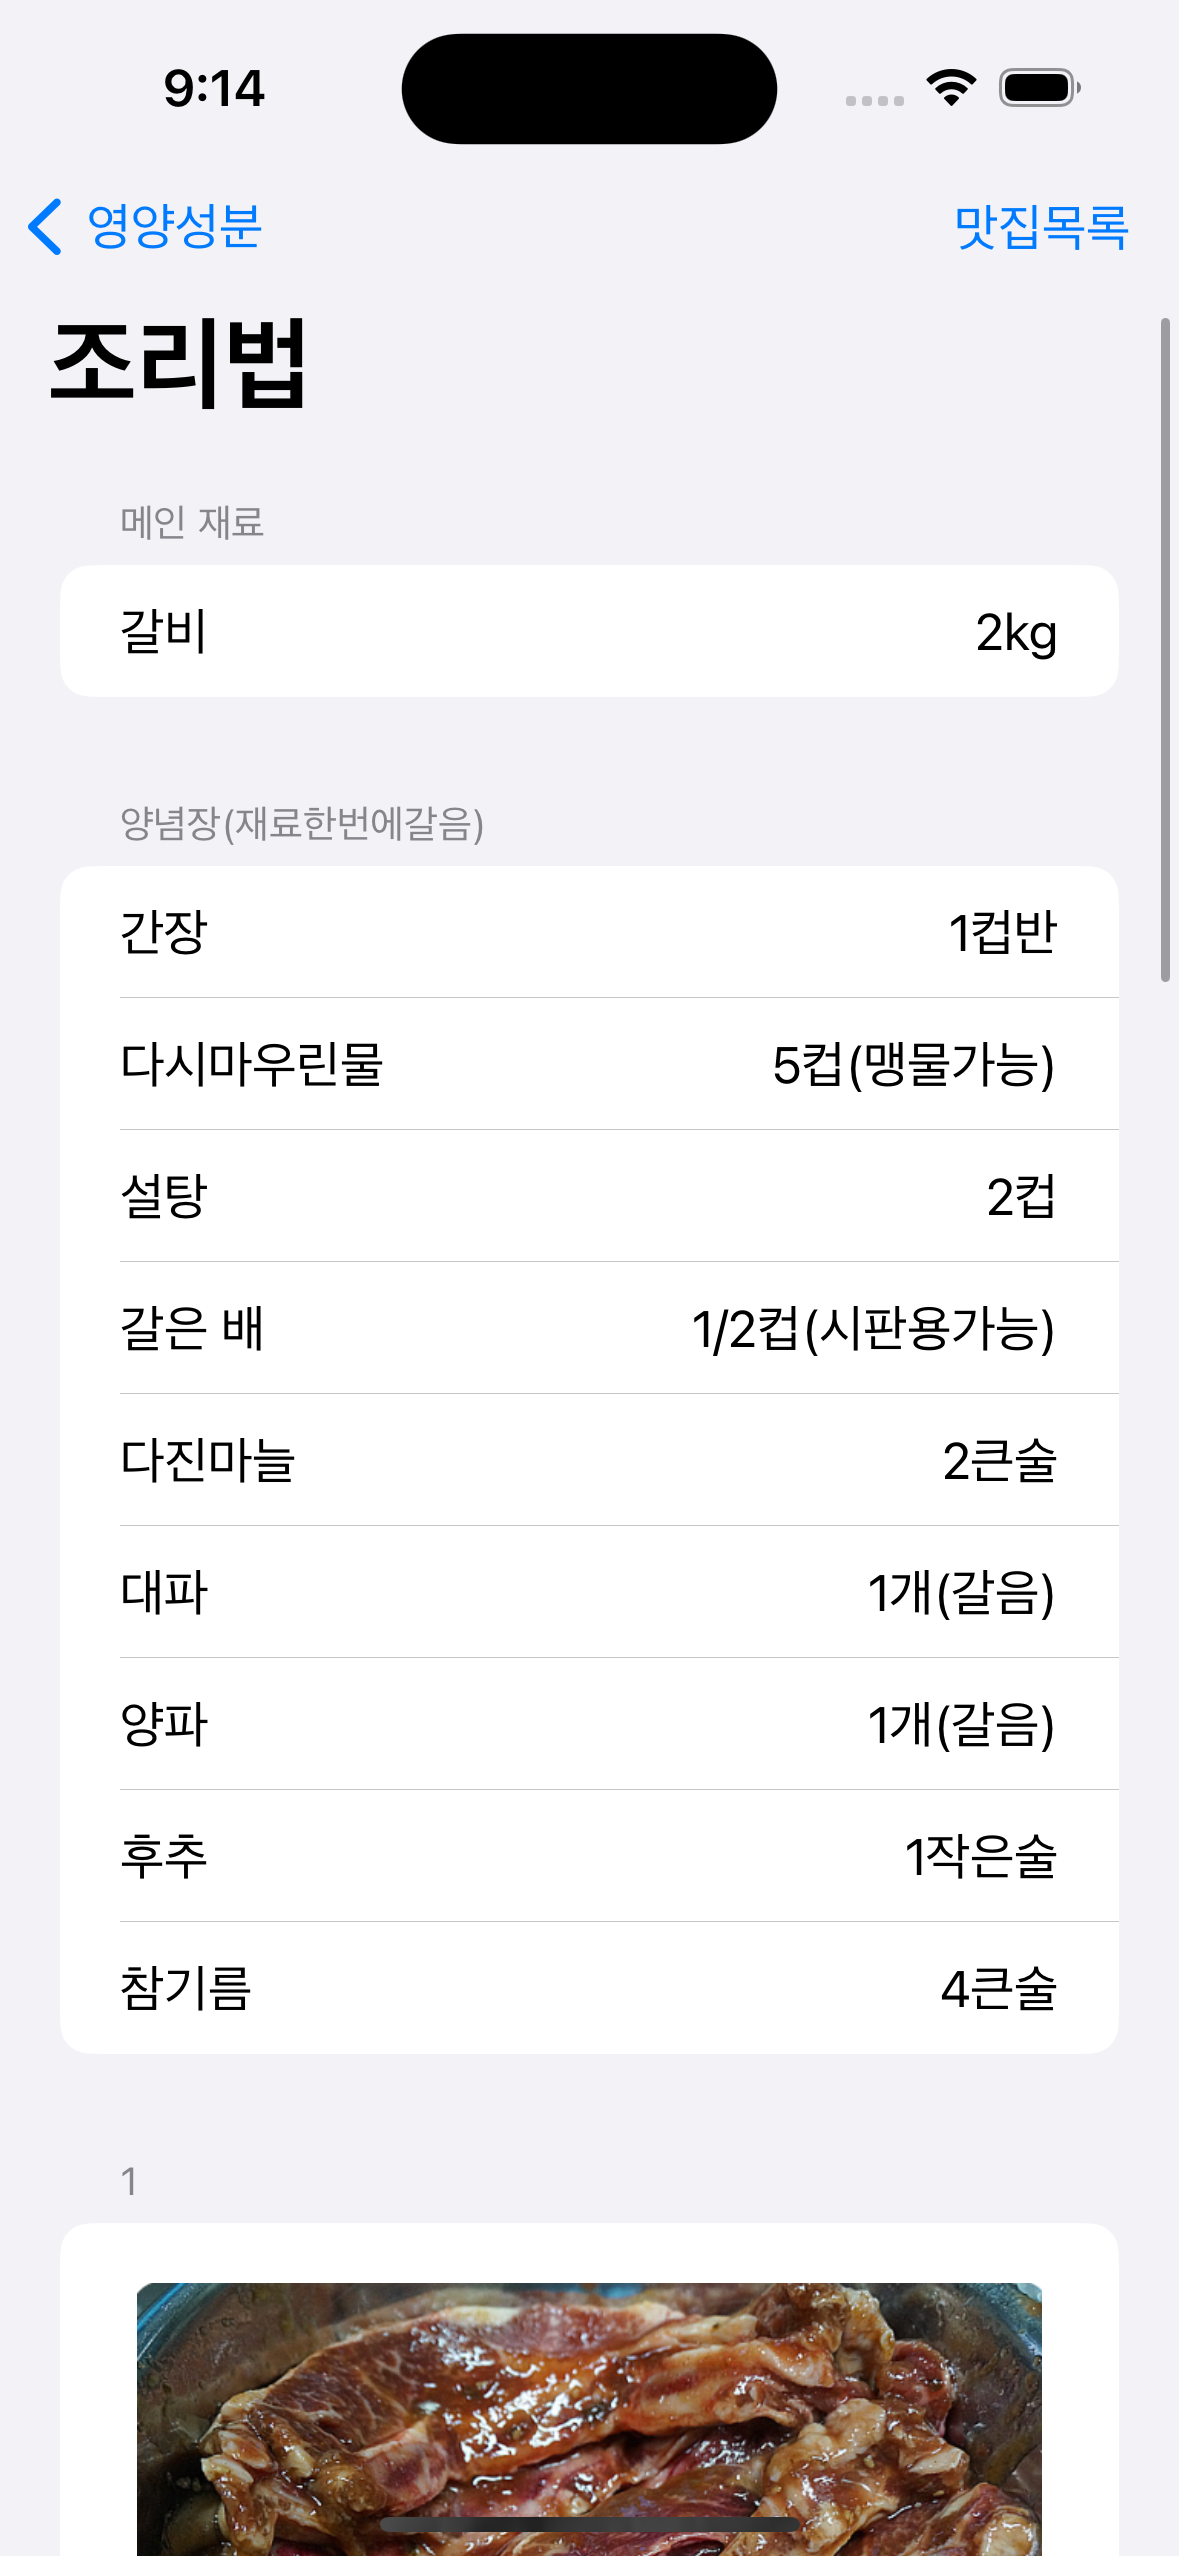 9:14
영양성분
맛집목록
조리법
메인 재료
갈비 2kg
양념장(재료한번에갈음)
간장 1컵반
다시마우린물 5컵(맹물가능)
설탕 2컵
갈은 배 1/2컵(시판용가능)
다진마늘 2큰술
대파 1개(갈음)
양파 1개(갈음)
후추 1작은술
참기름 4큰술
1